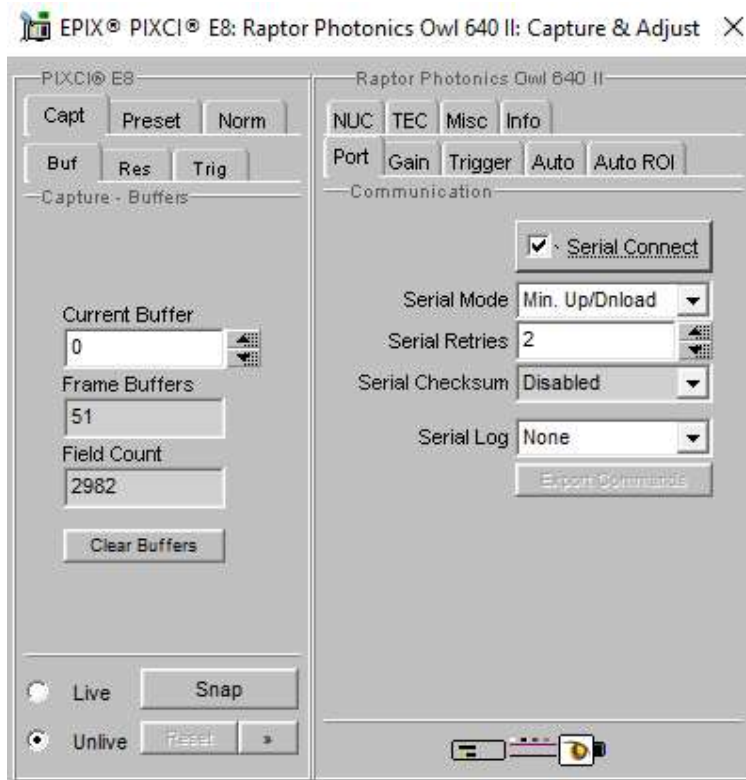 EPIX® PIXCI® E8: Raptor Photonics Owl 640 II: Capture & Adjust
PIXCI® E8
Capt Preset Norm
Buf Res Trig
Capture - Buffers
Current Buffer
0
Frame Buffers
51
Field Count
2982
Clear Buffers
Live Snap
Unlive Reset »
Raptor Photonics Owl 640 II
NUC TEC Misc Info
Port Gain Trigger Auto Auto ROI
Communication
Serial Connect
Serial Mode Min. Up/Dnload
Serial Retries 2
Serial Checksum Disabled
Serial Log None
Export Commands